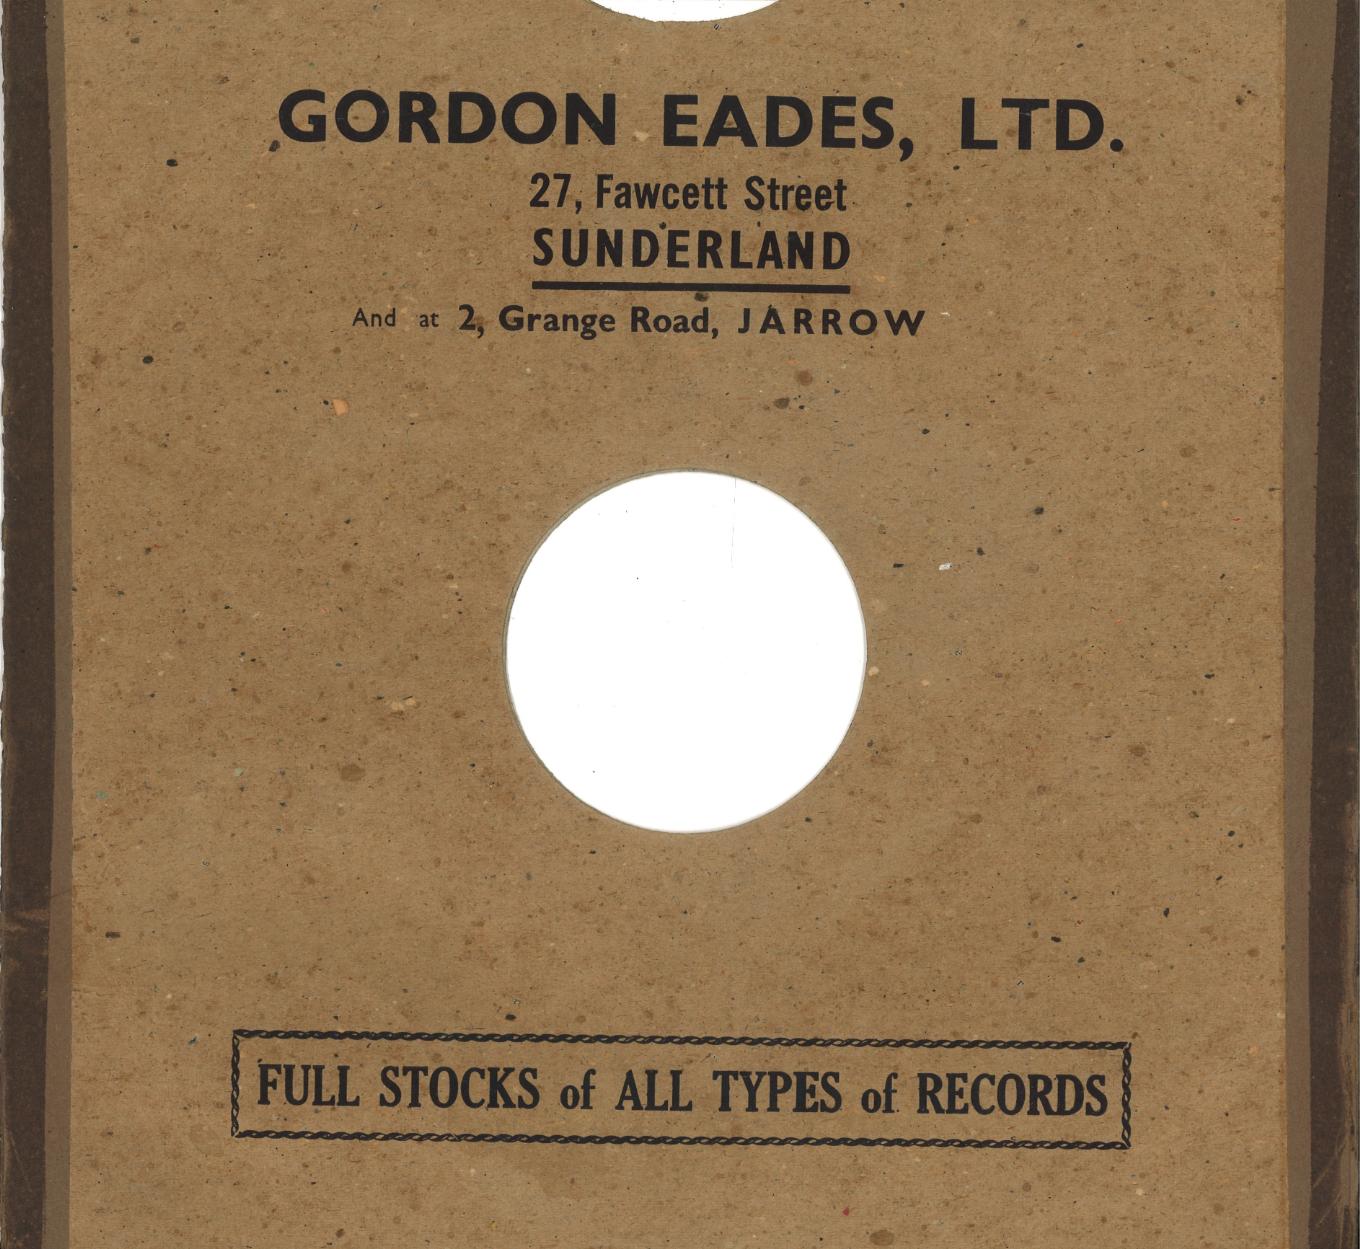 GORDON EADES, LTD.
27, Fawcett Street
SUNDERLAND
And at 2, Grange Road, JARROW
FULL STOCKS of ALL TYPES of RECORDS